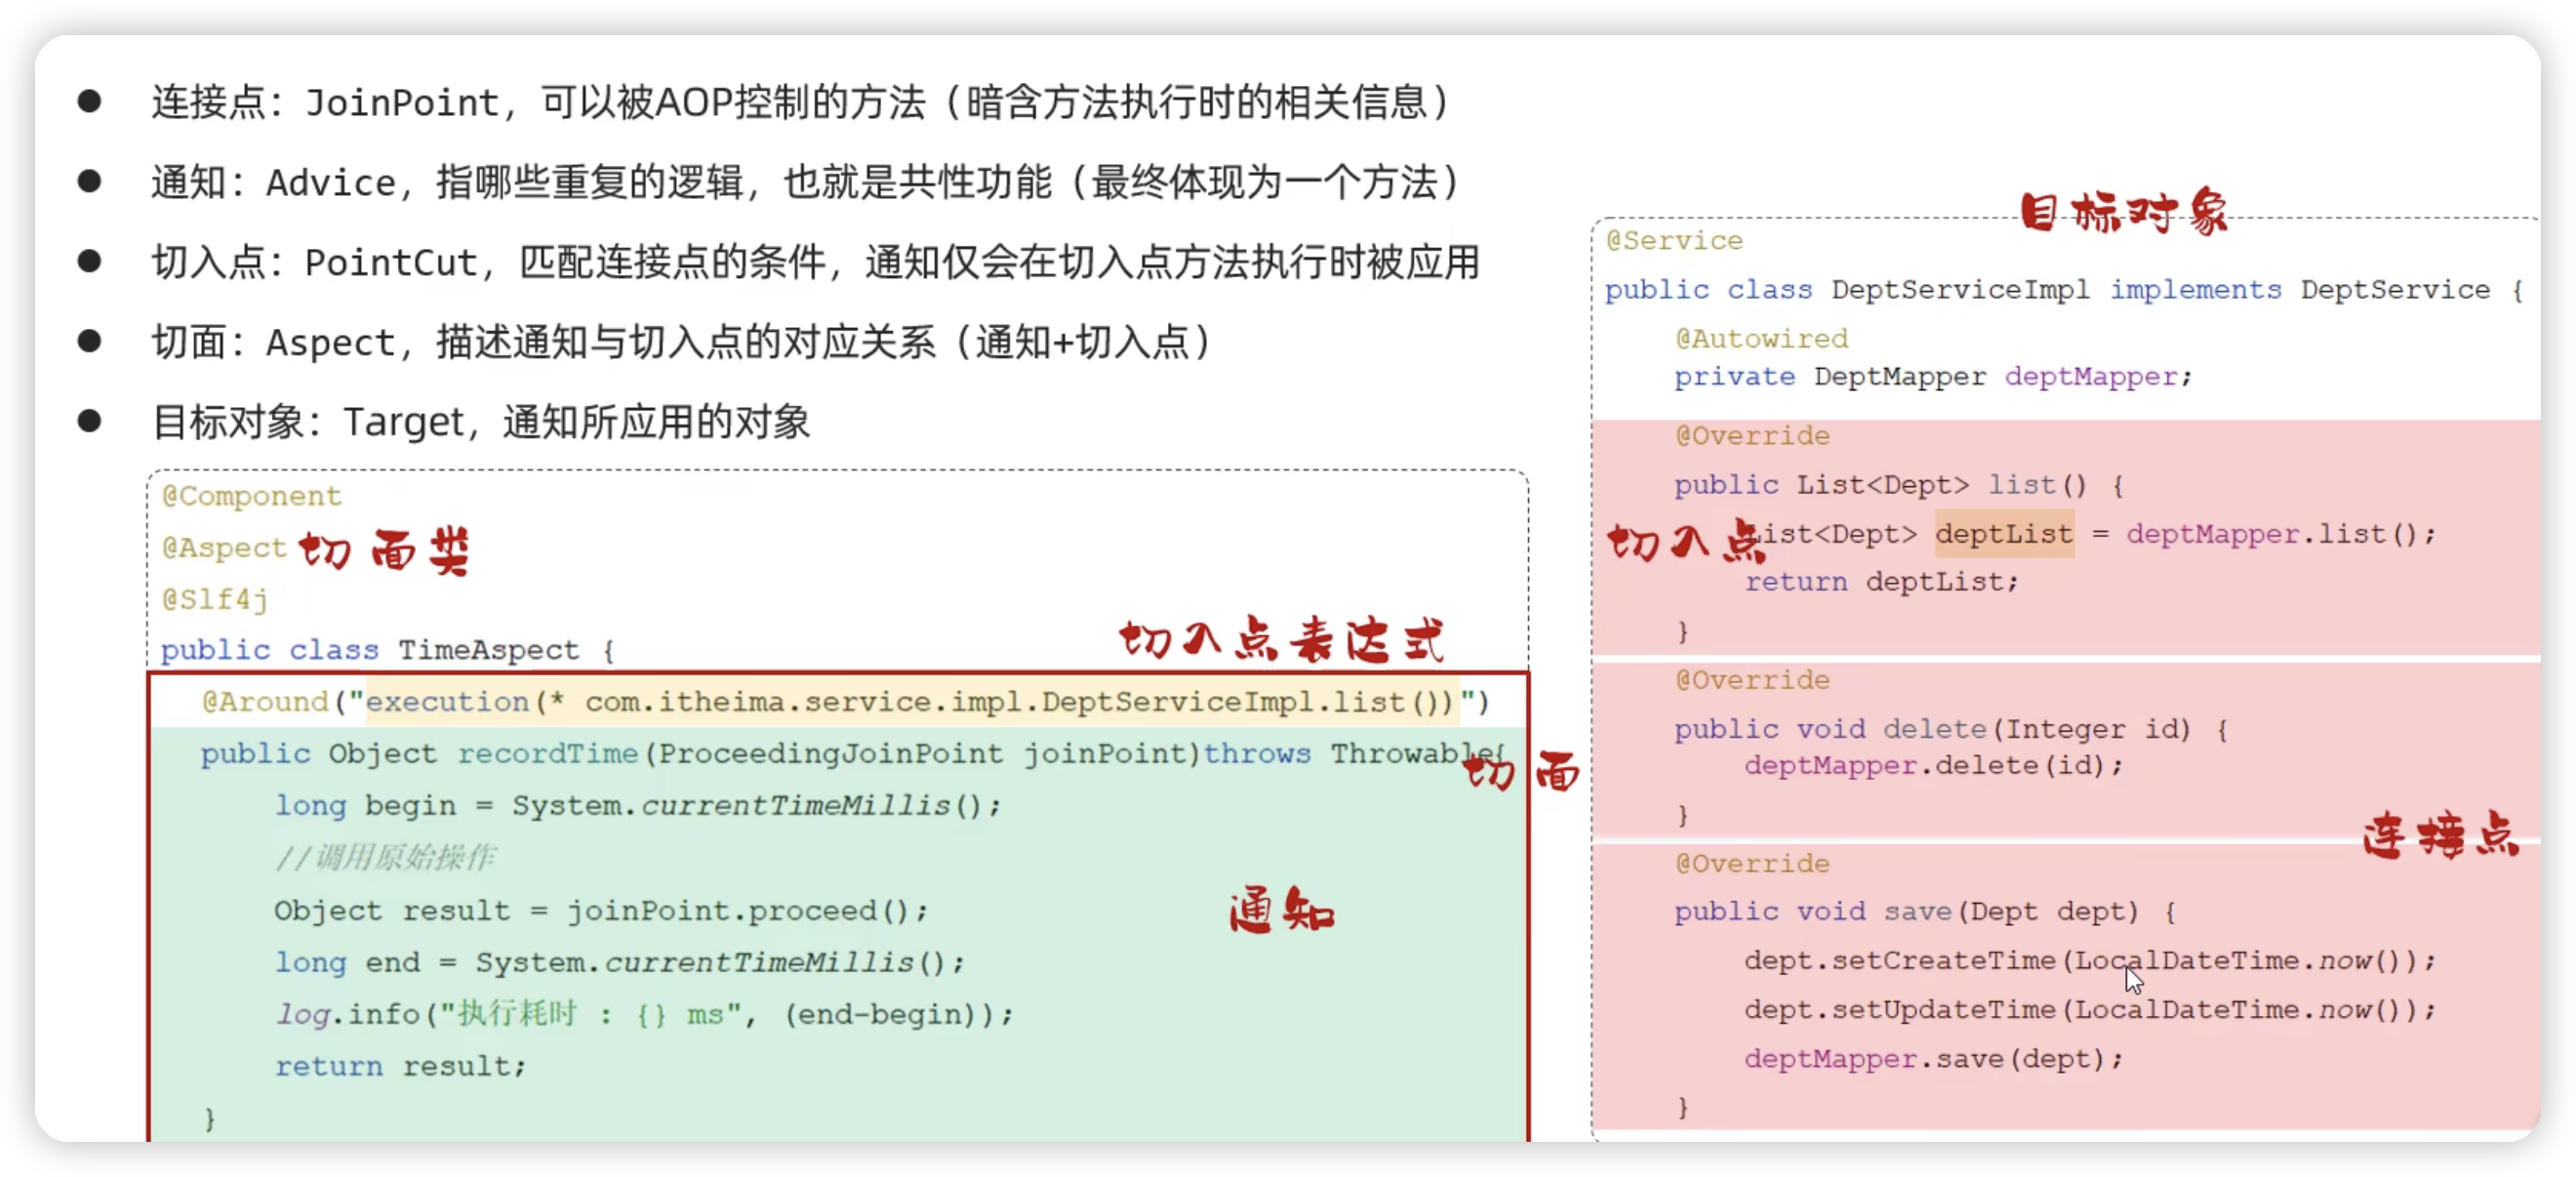 ● 连接点：JoinPoint，可以被AOP控制的方法（暗含方法执行时的相关信息）
● 通知：Advice，指哪些重复的逻辑，也就是共性功能（最终体现为一个方法）
● 切入点：PointCut，匹配连接点的条件，通知仅会在切入点方法执行时被应用
● 切面：Aspect，描述通知与切入点的对应关系（通知+切入点）
● 目标对象：Target，通知所应用的对象
@Component
@Aspect 切面类
@Slf4j
切入点表达式
public class TimeAspect {
@Around("execution(* com.itheima.service.impl.DeptServiceImpl.list())")
public Object recordTime(ProceedingJoinPoint joinPoint)throws Throwable{
切面
long begin = System.currentTimeMillis();
//调用原始操作
通知
Object result = joinPoint.proceed();
long end = System.currentTimeMillis();
log.info("执行耗时 : {} ms", (end-begin));
return result;
}
目标对象
@Service
public class DeptServiceImpl implements DeptService {
@Autowired
private DeptMapper deptMapper;
@Override
public List<Dept> list() {
切入点
List<Dept> deptList = deptMapper.list();
return deptList;
}
@Override
public void delete(Integer id) {
deptMapper.delete(id);
}
连接点
@Override
public void save(Dept dept) {
dept.setCreateTime(LocalDateTime.now());
dept.setUpdateTime(LocalDateTime.now());
deptMapper.save(dept);
}